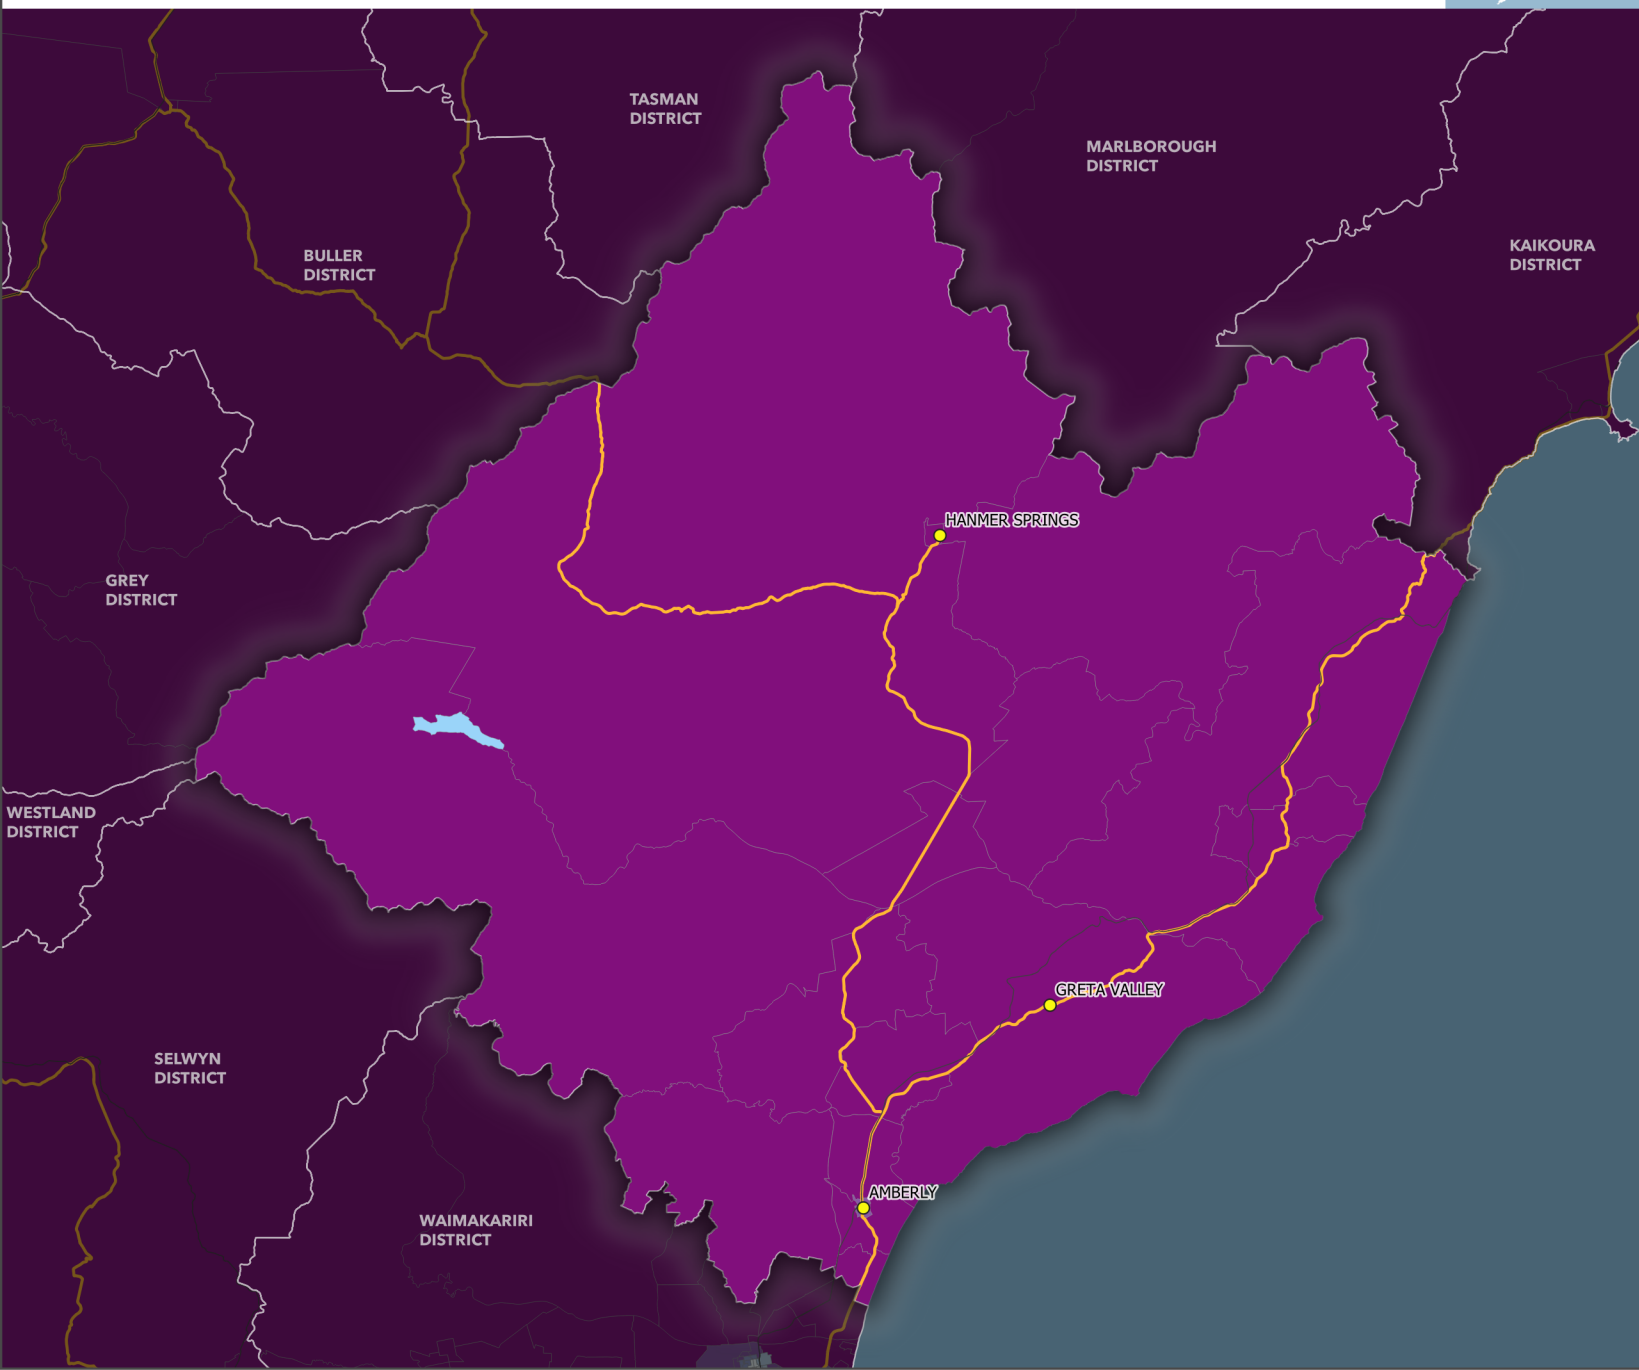 TASMAN
DISTRICT
MARLBOROUGH
DISTRICT
BULLER
DISTRICT
KAIKOURA
DISTRICT
HANMER SPRINGS
GREY
DISTRICT
WESTLAND
DISTRICT
GRETA VALLEY
SELWYN
DISTRICT
AMBERLY
WAIMAKARIRI
DISTRICT